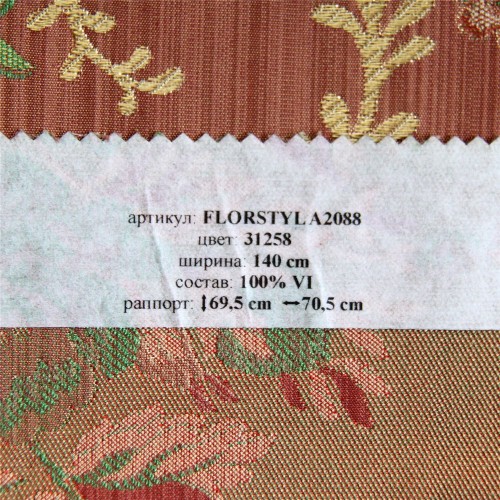 артикул: FLORSTYL A2088
цвет: 31258
ширина: 140 cm
состав: 100% VI
раппорт: ↕69,5 cm ↔70,5 cm